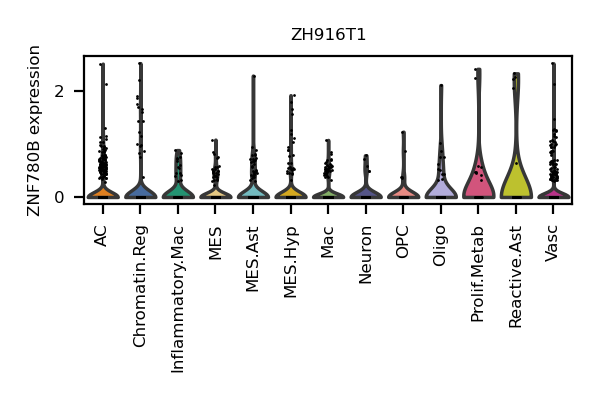 ZH916T1
ZNF780B expression
2
0
AC
Chromatin.Reg
Inflammatory.Mac
MES
MES.Ast
MES.Hyp
Mac
Neuron
OPC
Oligo
Prolif.Metab
Reactive.Ast
Vasc